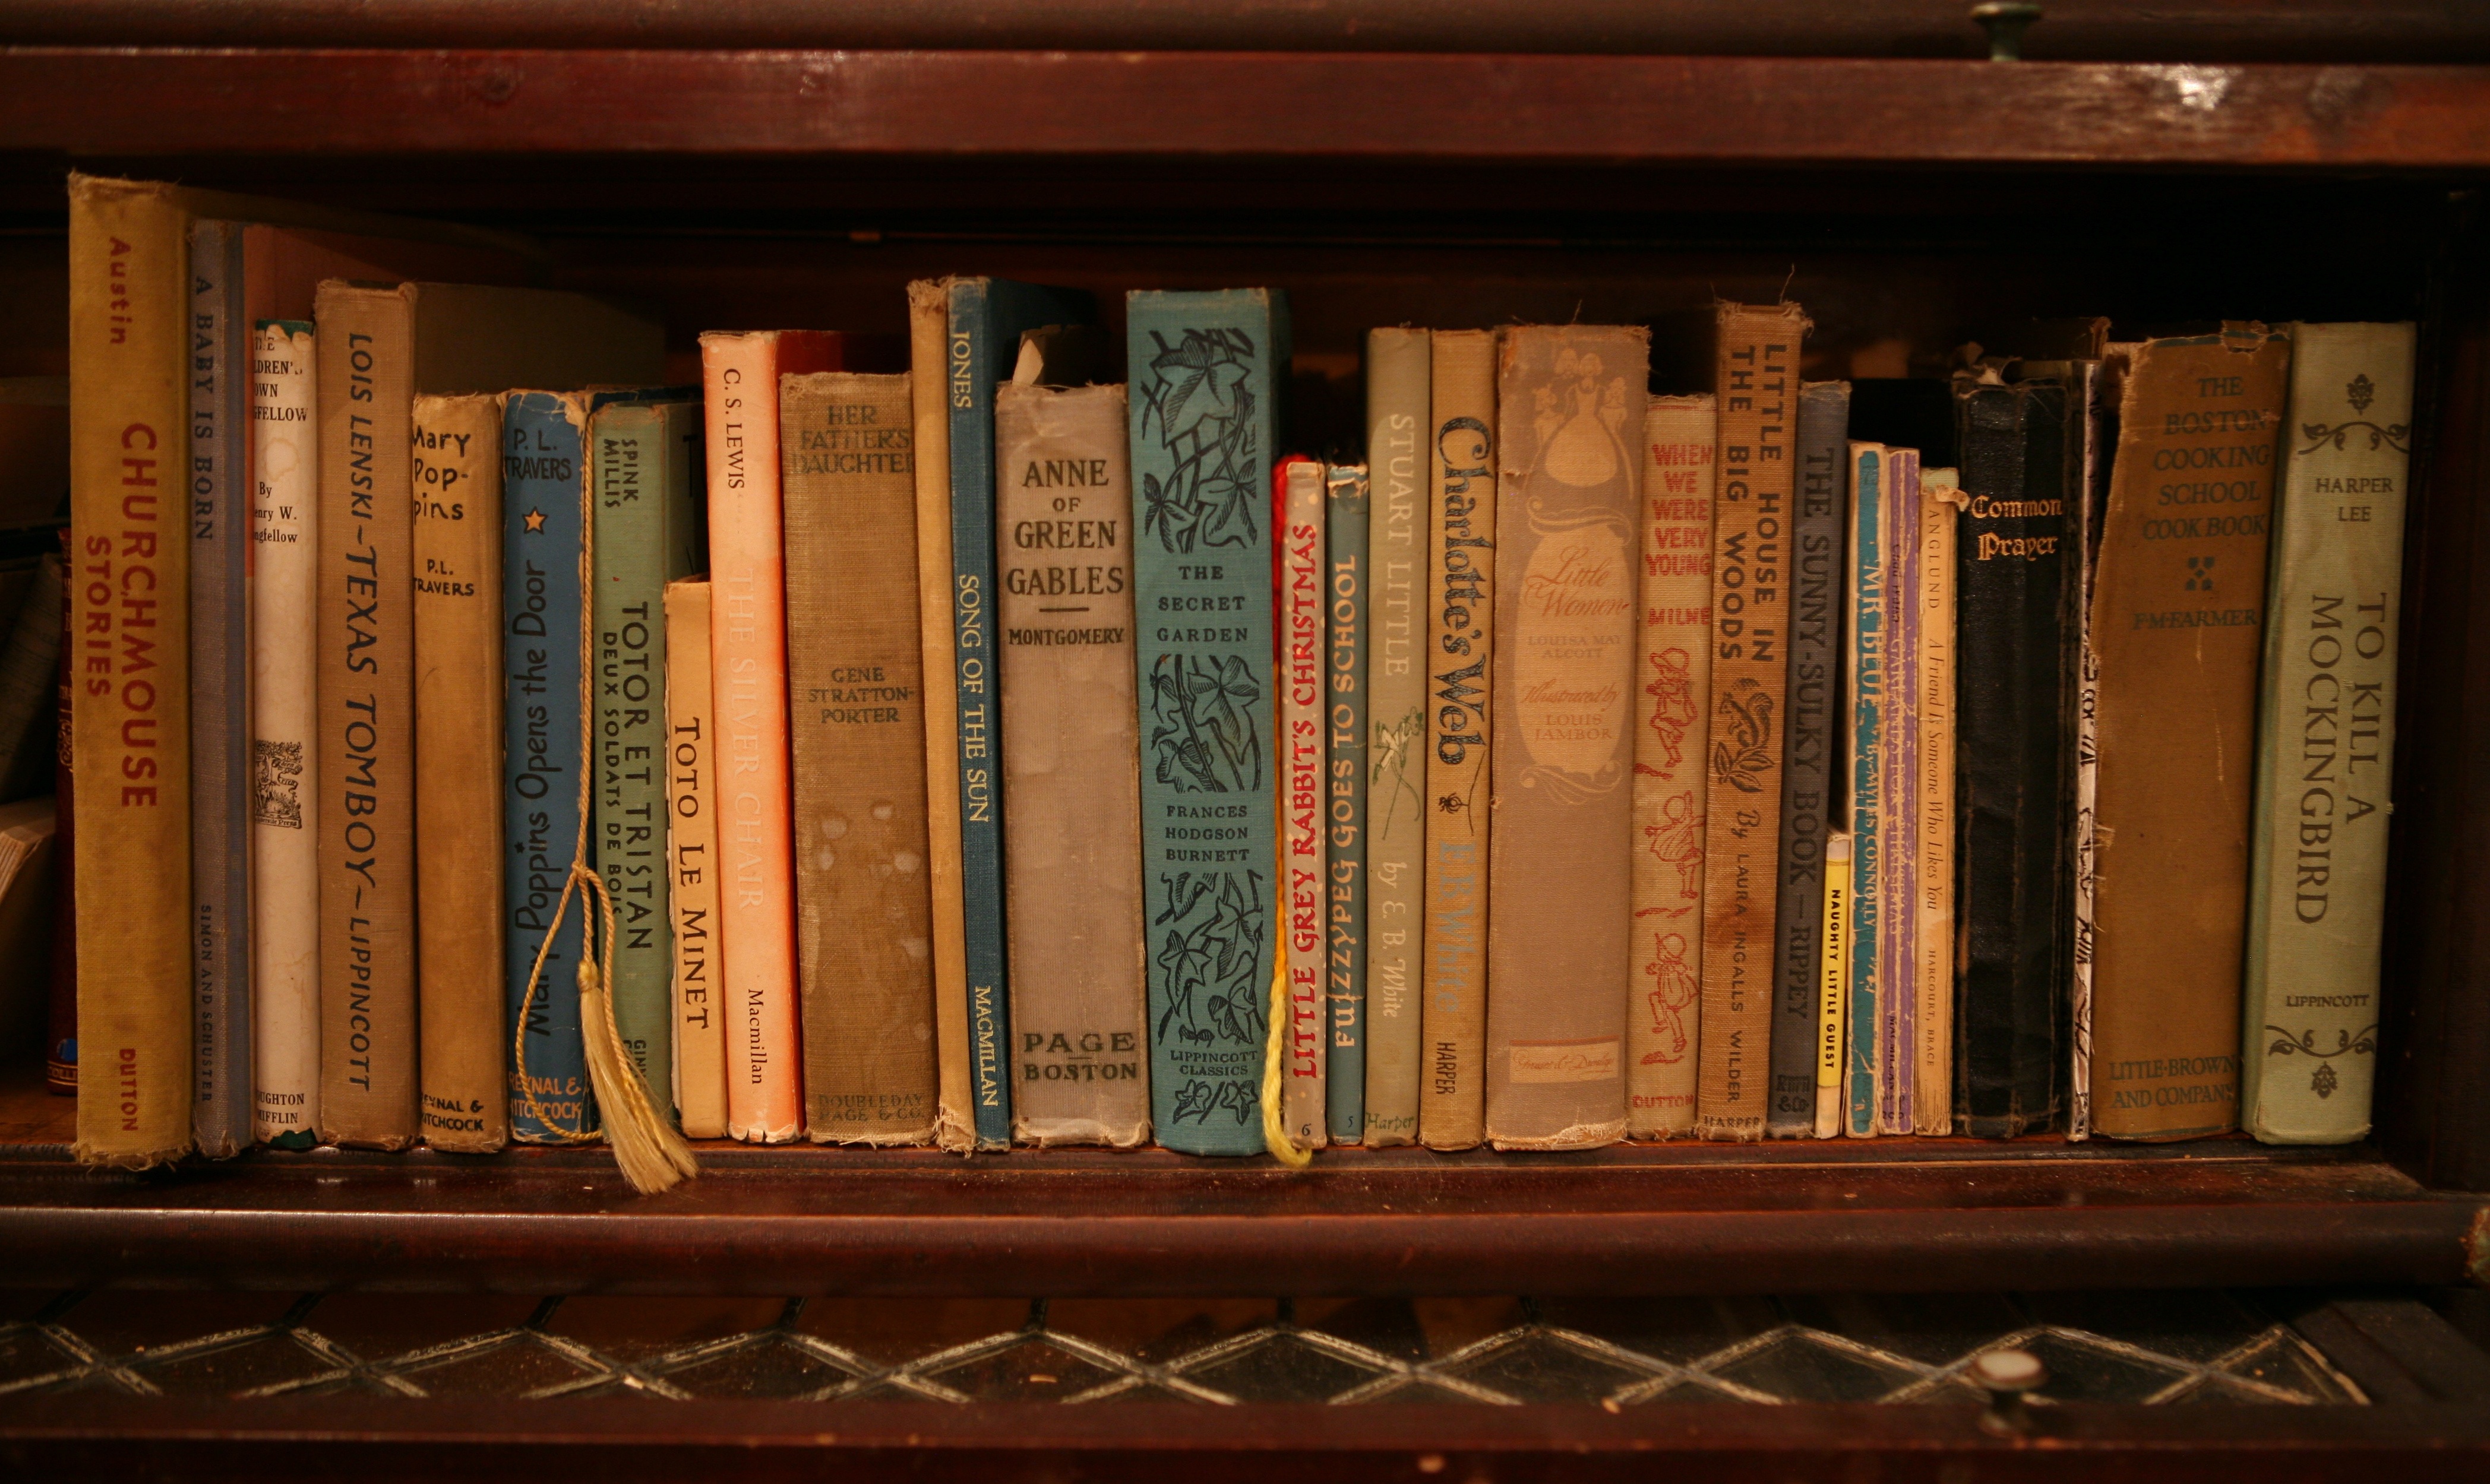 Austin
CHURCHMOUSE
STORIES
DUTTON
A BABY IS BORN
SIMON AND SCHUSTER
By
LOIS LENSKI~TEXAS TOMBOY~LIPPINCOTT
Mary
Pop-
pins
P.L.
TRAVERS
P. L.
TRAVERS
Mary Poppins Opens the Door
REYNAL &
HITCHCOCK
SPINK
MILLIS
TOTOR ET TRISTAN
DEUX SOLDATS DE BOIS
TOTO LE MINET
C. S. LEWIS
THE SILVER CHAIR
Macmillan
HER
FATHER'S
DAUGHTER
GENE
STRATTON-
PORTER
DOUBLEDAY
PAGE & CO.
JONES
SONG OF THE SUN
MACMILLAN
ANNE
OF
GREEN
GABLES
MONTGOMERY
PAGE
BOSTON
THE
SECRET
GARDEN
FRANCES
HODGSON
BURNETT
LIPPINCOTT
CLASSICS
LITTLE GREY RABBIT'S CHRISTMAS
6
FUZZYPEG GOES TO SCHOOL
5
STUART LITTLE
by E. B. White
Harper
Charlotte's Web
E.B. White
HARPER
Little
Women
LOUISA MAY
ALCOTT
Illustrated by
LOUIS
JAMBOR
WHEN
WE
WERE
VERY
YOUNG
MILNE
DUTTON
LITTLE HOUSE IN
THE BIG WOODS
By LAURA INGALLS WILDER
HARPER
THE SUNNY-SULKY BOOK — RIPPEY
NAUGHTY LITTLE GUEST
MR. BLUE
By MYLES CONNOLLY
ANGLUND
A Friend Is Someone Who Likes You
HARCOURT, BRACE
Common
Prayer
THE
BOSTON
COOKING
SCHOOL
COOK BOOK
F·M·FARMER
LITTLE·BROWN
AND COMPANY
HARPER
LEE
TO KILL A
MOCKINGBIRD
LIPPINCOTT